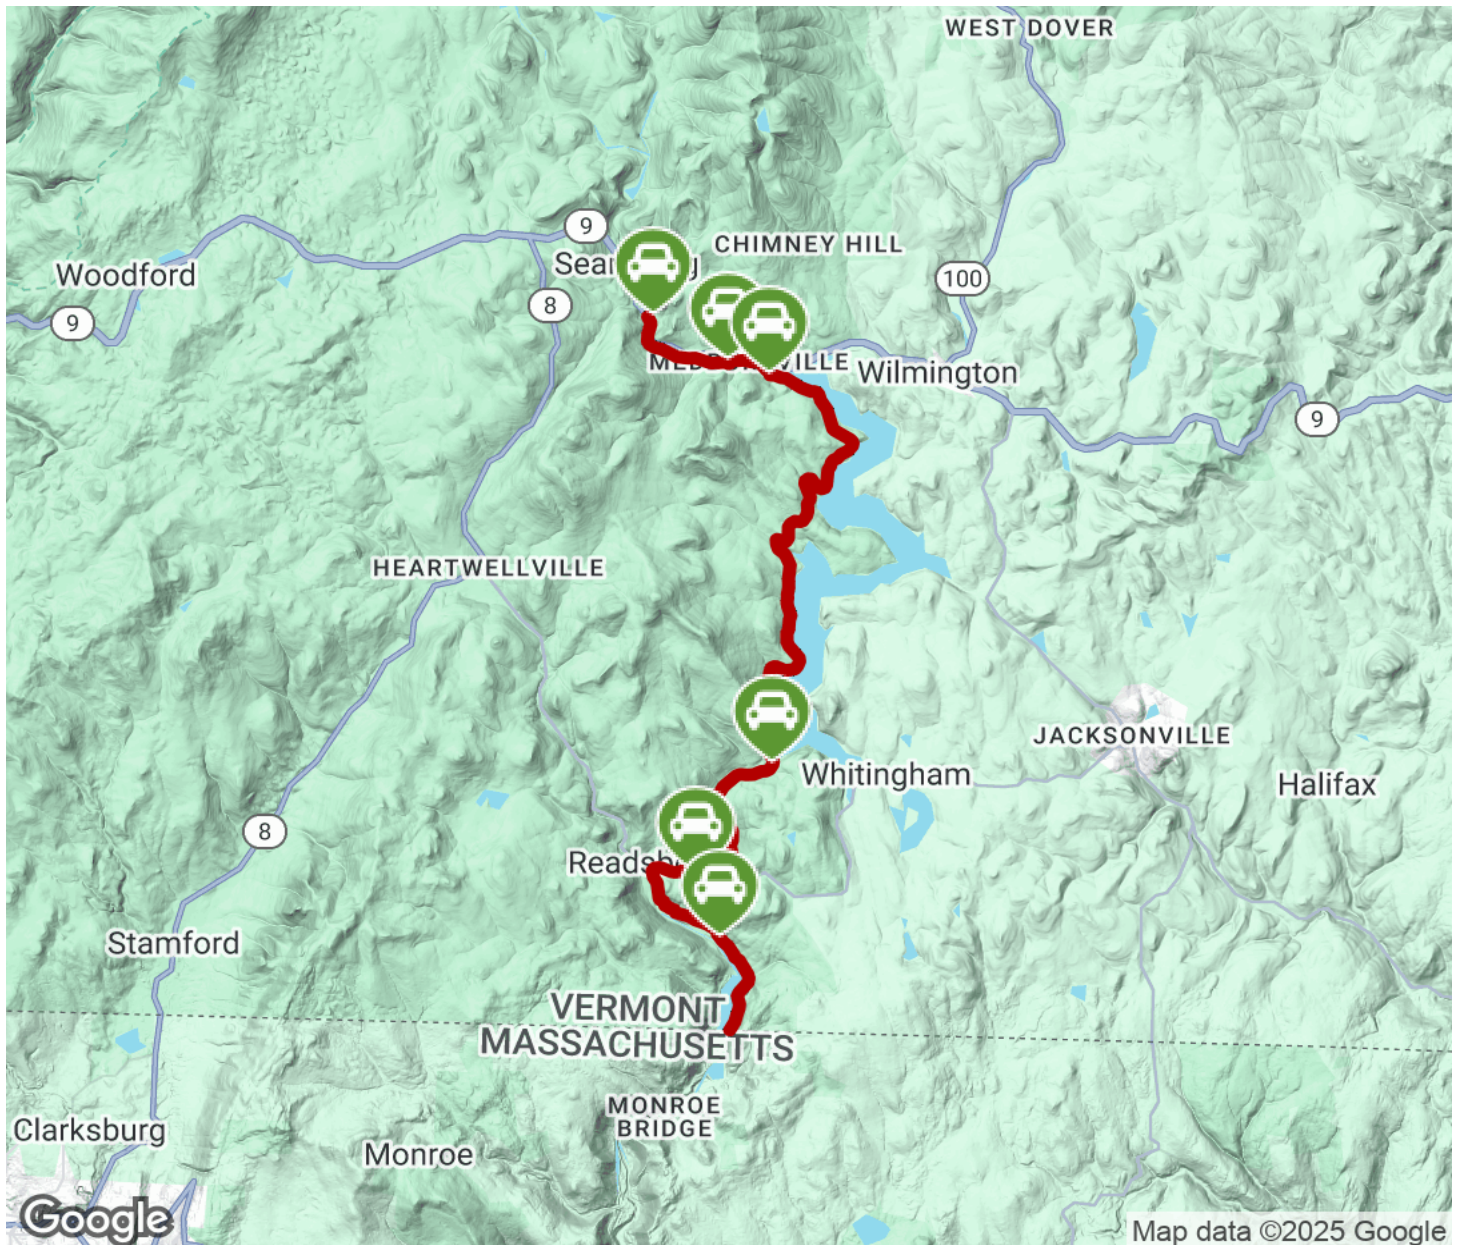 WEST DOVER
9
CHIMNEY HILL
Woodford
8
100
9
Wilmington
9
HEARTWELLVILLE
JACKSONVILLE
Whitingham
Halifax
8
Stamford
VERMONT
MASSACHUSETTS
MONROE
BRIDGE
Clarksburg
Monroe
Google
Map data ©2025 Google